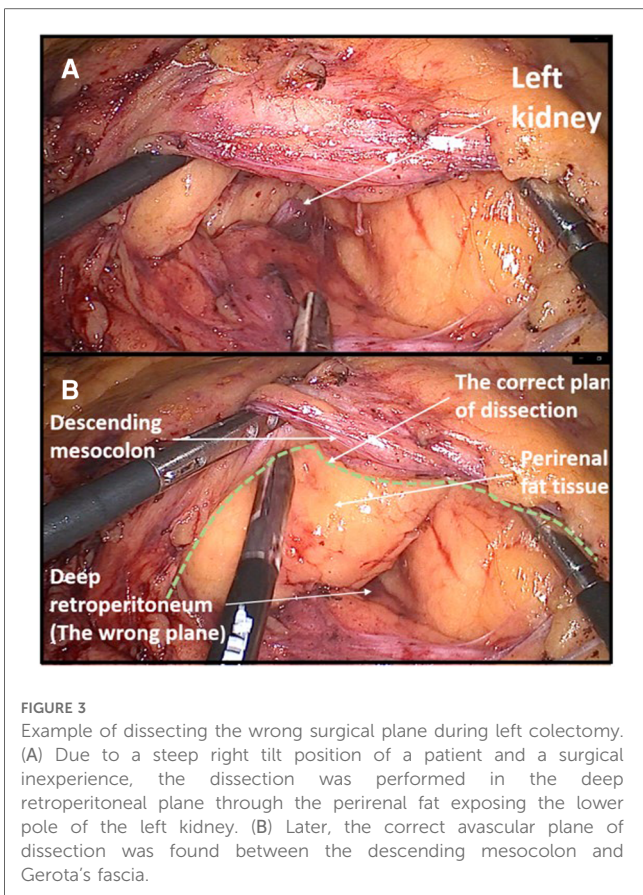 A
Left
kidney
B
Descending
mesocolon
The correct plan
of dissection
Perirenal
fat tissue
Deep
retroperitoneum
(The wrong plane)
FIGURE 3
Example of dissecting the wrong surgical plane during left colectomy.
(A) Due to a steep right tilt position of a patient and a surgical
inexperience, the dissection was performed in the deep
retroperitoneal plane through the perirenal fat exposing the lower
pole of the left kidney. (B) Later, the correct avascular plane of
dissection was found between the descending mesocolon and
Gerota's fascia.